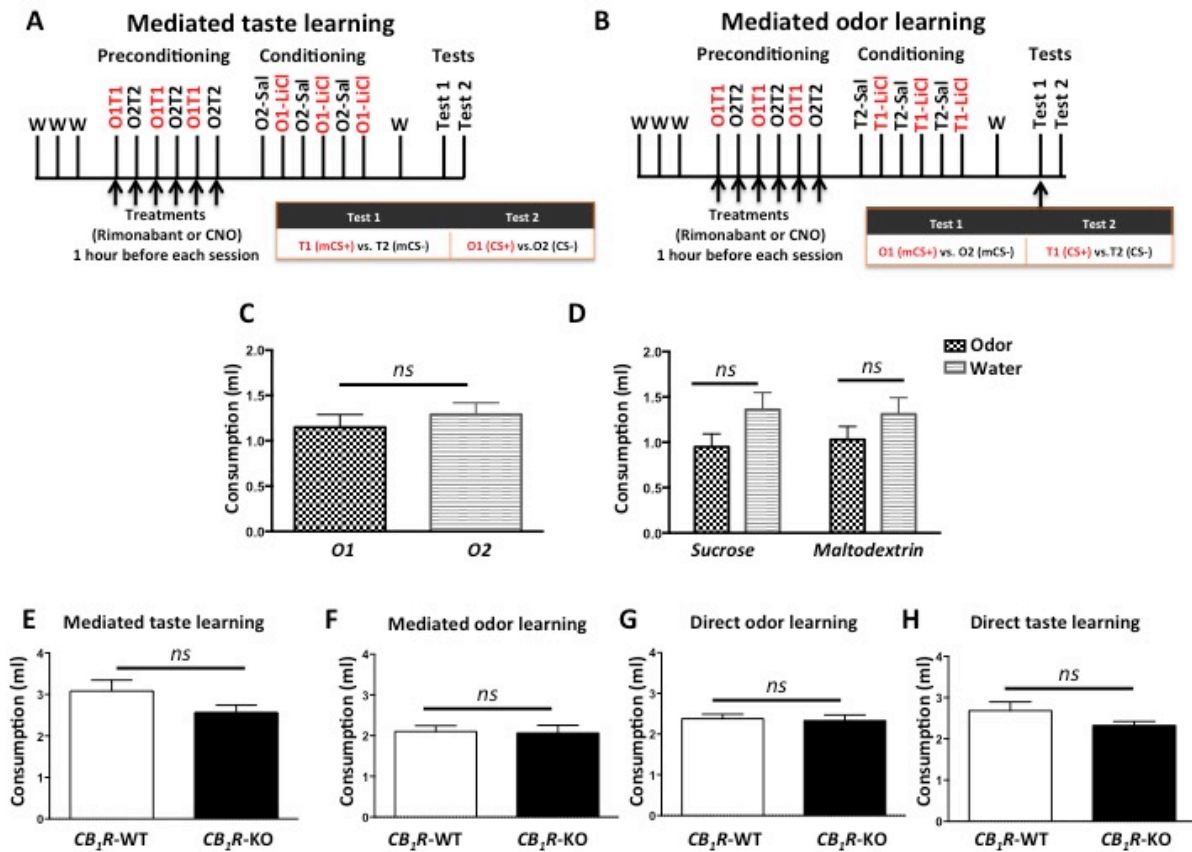 A
Mediated taste learning
Preconditioning
Conditioning
Tests
W W W
O1T1
O2T2
O1T1
O2T2
O1T1
O2T2
O2-Sal
O1-LiCl
O2-Sal
O1-LiCl
O2-Sal
O1-LiCl
W
Test 1
Test 2
Treatments
(Rimonabant or CNO)
1 hour before each session
Test 1 Test 2
T1 (mCS+) vs. T2 (mCS-) O1 (CS+) vs.O2 (CS-)
B
Mediated odor learning
Preconditioning
Conditioning
Tests
W W W
O1T1
O2T2
O1T1
O2T2
O1T1
O2T2
T2-Sal
T1-LiCl
T2-Sal
T1-LiCl
T2-Sal
T1-LiCl
W
Test 1
Test 2
Treatments
(Rimonabant or CNO)
1 hour before each session
Test 1 Test 2
O1 (mCS+) vs. O2 (mCS-) T1 (CS+) vs.T2 (CS-)
C
Consumption (ml)
2.0
1.5
1.0
0.5
0.0
ns
O1 O2
D
Consumption (ml)
2.0
1.5
1.0
0.5
0.0
ns ns
Sucrose Maltodextrin
Odor
Water
E
Mediated taste learning
Consumption (ml)
4
3
2
1
0
ns
CB1R-WT CB1R-KO
F
Mediated odor learning
Consumption (ml)
4
3
2
1
0
ns
CB1R-WT CB1R-KO
G
Direct odor learning
Consumption (ml)
4
3
2
1
0
ns
CB1R-WT CB1R-KO
H
Direct taste learning
Consumption (ml)
4
3
2
1
0
ns
CB1R-WT CB1R-KO